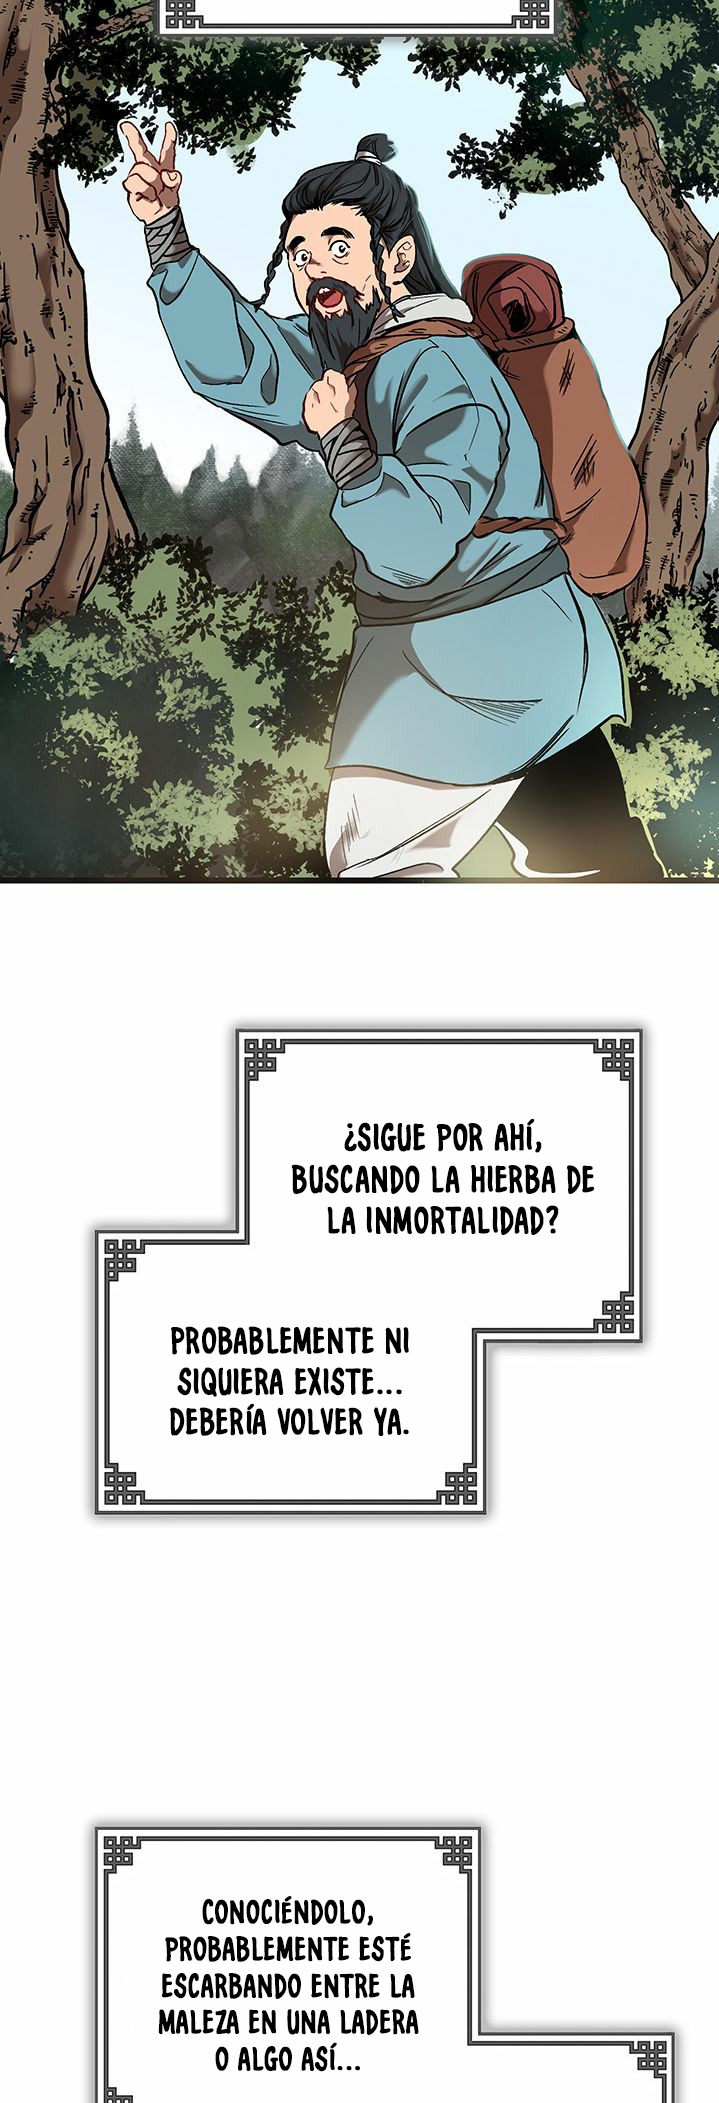 ¿SIGUE POR AHÍ,
BUSCANDO LA HIERBA DE
LA INMORTALIDAD?
PROBABLEMENTE NI
SIQUIERA EXISTE...
DEBERÍA VOLVER YA.
CONOCIÉNDOLO,
PROBABLEMENTE ESTÉ
ESCARBANDO ENTRE LA
MALEZA EN UNA LADERA
O ALGO ASÍ...